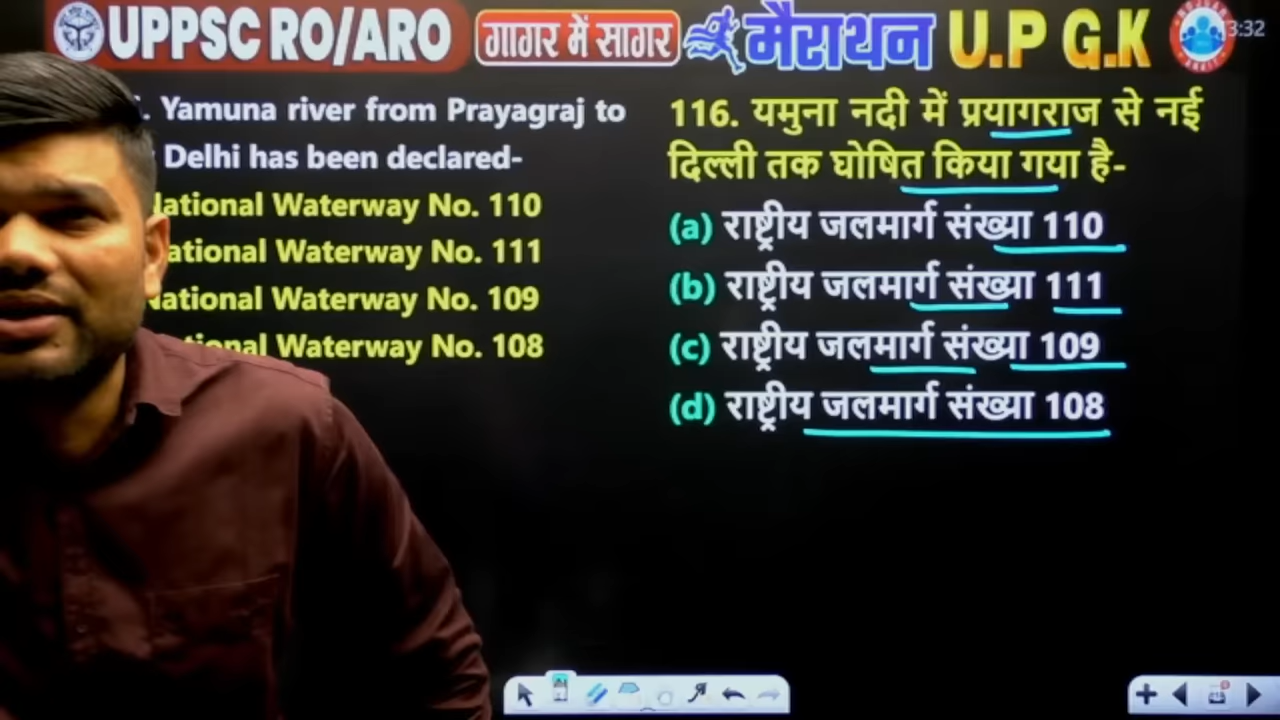 UPPSC RO/ARO गागर में सागर मैराथन U.P G.K
3:32
. Yamuna river from Prayagraj to
Delhi has been declared-
National Waterway No. 110
National Waterway No. 111
National Waterway No. 109
National Waterway No. 108
116. यमुना नदी में प्रयागराज से नई
दिल्ली तक घोषित किया गया है-
(a) राष्ट्रीय जलमार्ग संख्या 110
(b) राष्ट्रीय जलमार्ग संख्या 111
(c) राष्ट्रीय जलमार्ग संख्या 109
(d) राष्ट्रीय जलमार्ग संख्या 108